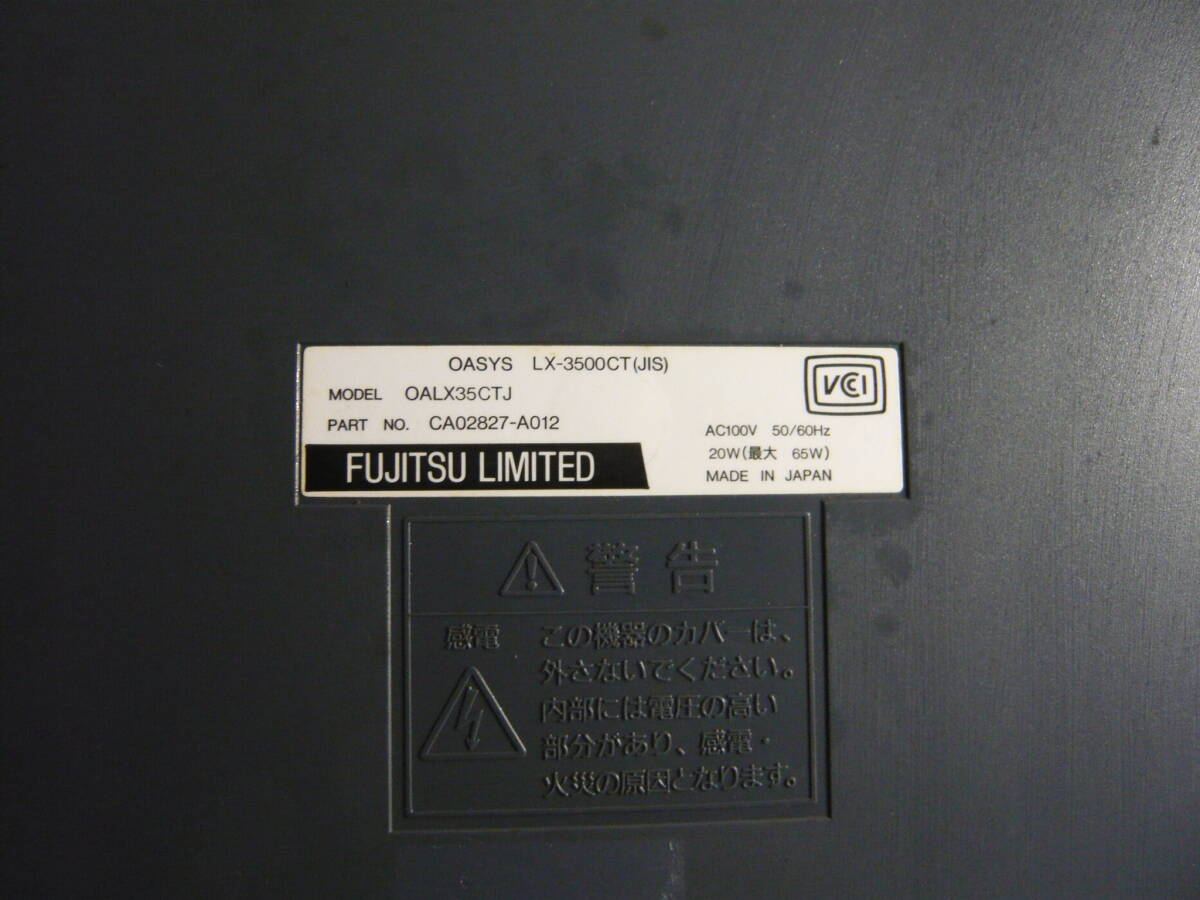 OASYS LX-3500CT(JIS)
MODEL OALX35CTJ
PART NO. CA02827-A012
FUJITSU LIMITED
VCCI
AC100V 50/60Hz
20W(最大 65W)
MADE IN JAPAN
警告
感電
この機器のカバーは、
外さないでください。
内部には電圧の高い
部分があり、感電・
火災の原因となります。